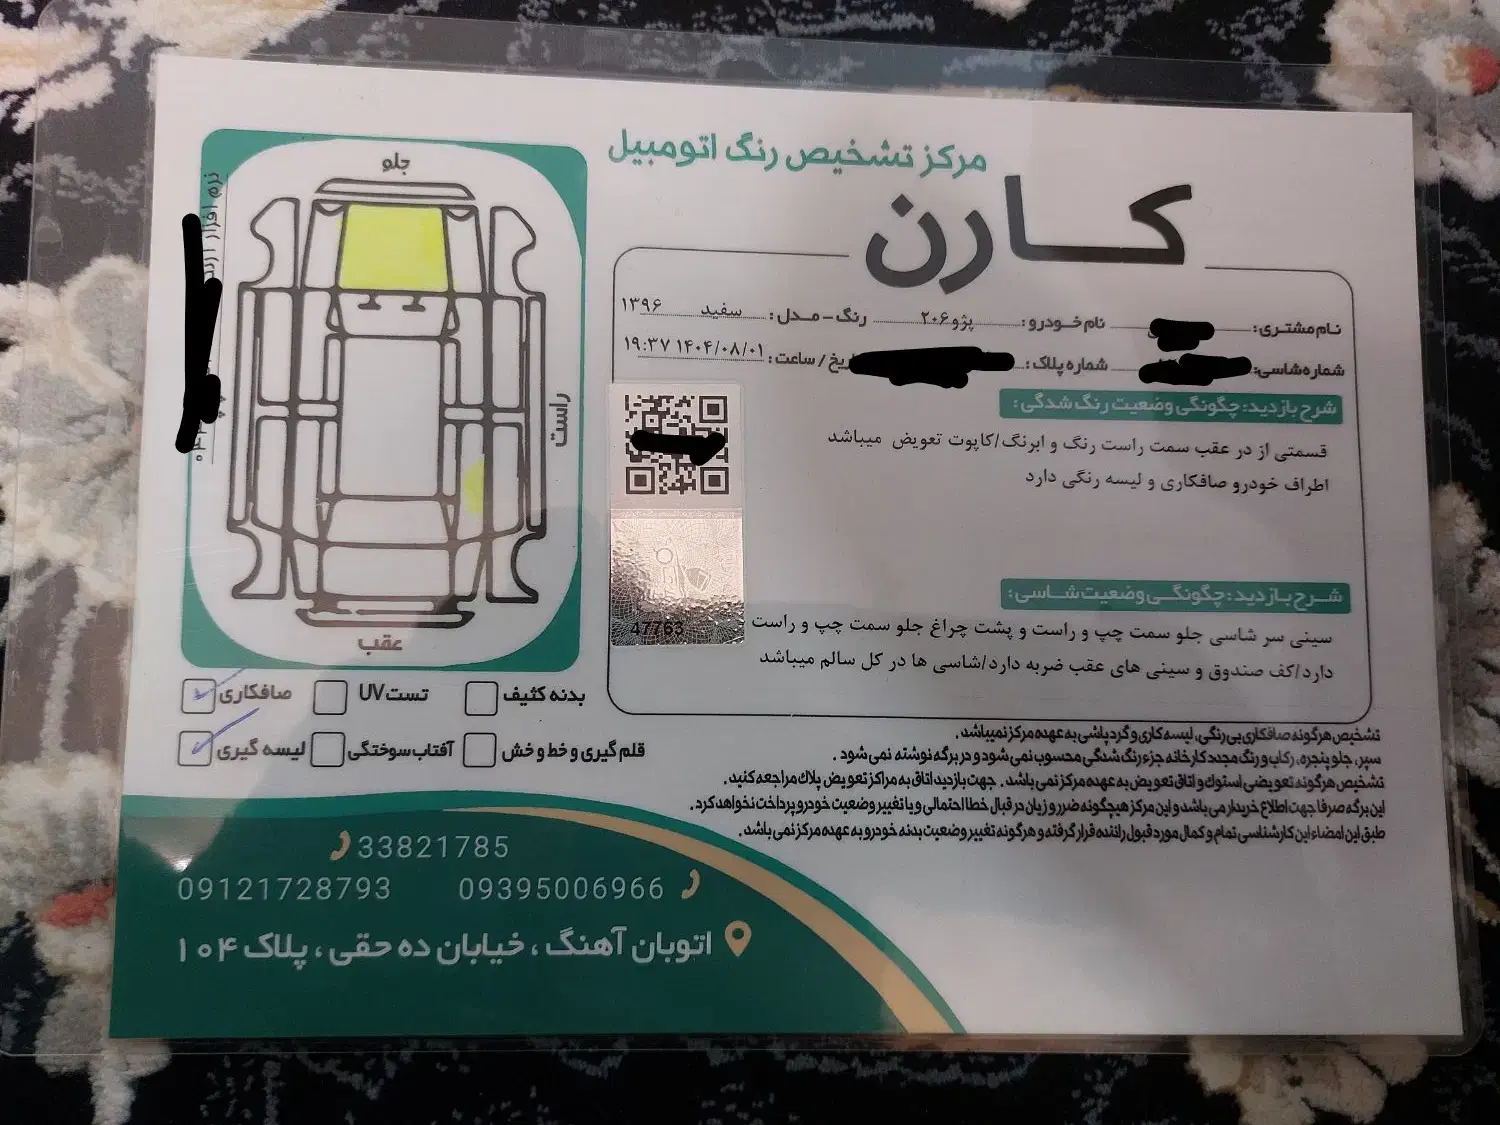 مرکز تشخیص رنگ اتومبیل
کارن
نام مشتری: نام خودرو: پژو ۲۰۶ رنگ - مدل: سفید ۱۳۹۶
شماره شاسی: شماره پلاک: تاریخ / ساعت: ۱۴۰۴/۰۸/۰۱ ۱۹:۳۷
شرح بازدید: چگونگی وضعیت رنگ شدگی:
قسمتی از در عقب سمت راست رنگ و ابرنگ/کاپوت تعویض میباشد
اطراف خودرو صافکاری و لیسه رنگی دارد
شرح بازدید: چگونگی وضعیت شاسی:
سینی سر شاسی جلو سمت چپ و راست و پشت چراغ جلو سمت چپ و راست
دارد/کف صندوق و سینی های عقب ضربه دارد/شاسی ها در کل سالم میباشد
47763
جلو
راست
عقب
نرم افزار
بدنه کثیف تست UV صافکاری
قلم گیری و خط و خش آفتاب سوختگی لیسه گیری
تشخیص هرگونه صافکاری بی رنگی، لیسه کاری و گرد پاشی به عهده مرکز نمیباشد.
سپر، جلو پنجره، رکاب و رنگ مجدد کارخانه جزء رنگ شدگی محسوب نمی شود و در برگه نوشته نمی شود.
تشخیص هرگونه تعویضی استوک و اتاق تعویض به عهده مرکز نمی باشد. جهت بازدید اتاق به مراکز تعویض پلاک مراجعه کنید.
این برگه صرفا جهت اطلاع خریدار می باشد و این مرکز هیچگونه ضرر و زیان در قبال خطا احتمالی و یا تغییر وضعیت خودرو پرداخت نخواهد کرد.
طبق این امضاء این کارشناسی تمام و کمال مورد قبول راننده قرار گرفته و هرگونه تغییر وضعیت بدنه خودرو به عهده مرکز نمی باشد.
33821785
09121728793 09395006966
اتوبان آهنگ، خیابان ده حقی، پلاک ۱۰۴